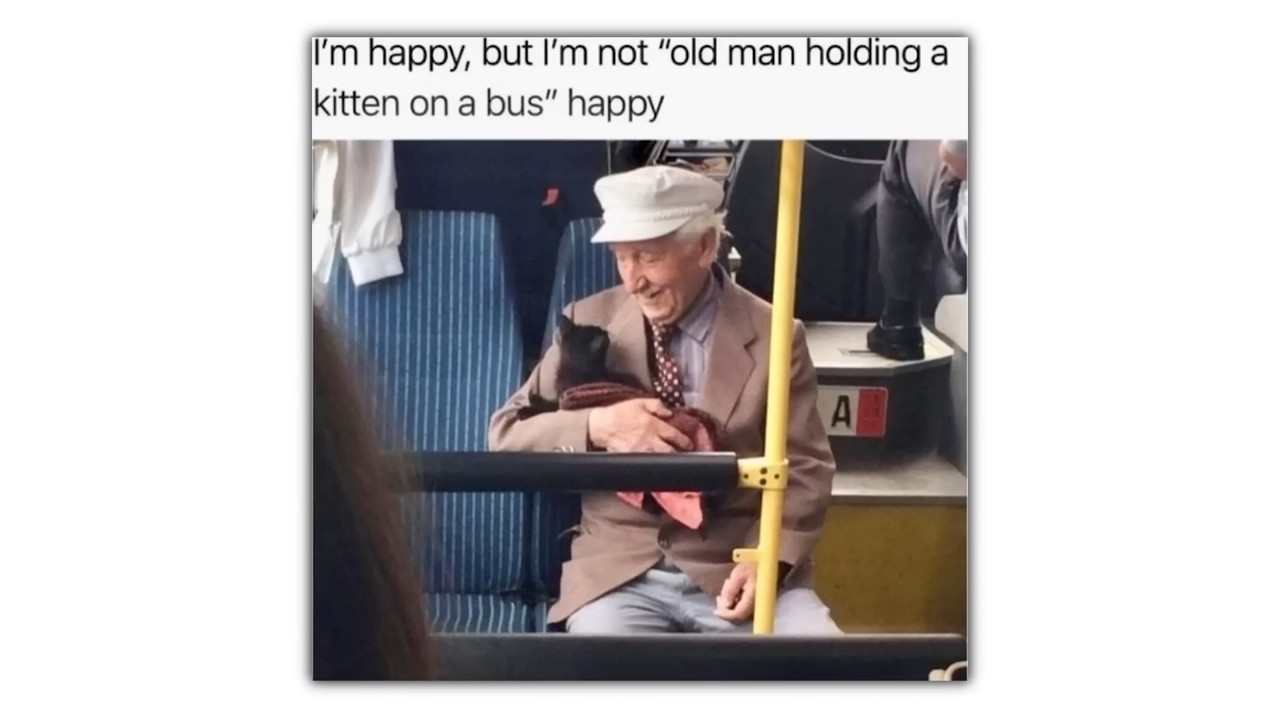 I’m happy, but I’m not “old man holding a
kitten on a bus” happy
A